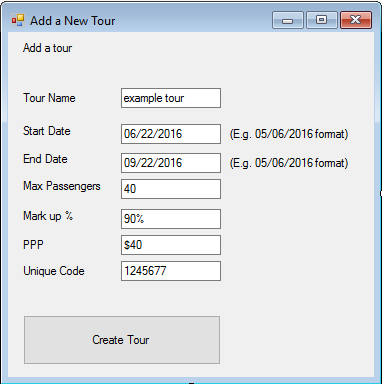 Add a New Tour
Add a tour
Tour Name example tour
Start Date 06/22/2016 (E.g. 05/06/2016 format)
End Date 09/22/2016 (E.g. 05/06/2016 format)
Max Passengers 40
Mark up % 90%
PPP $40
Unique Code 1245677
Create Tour